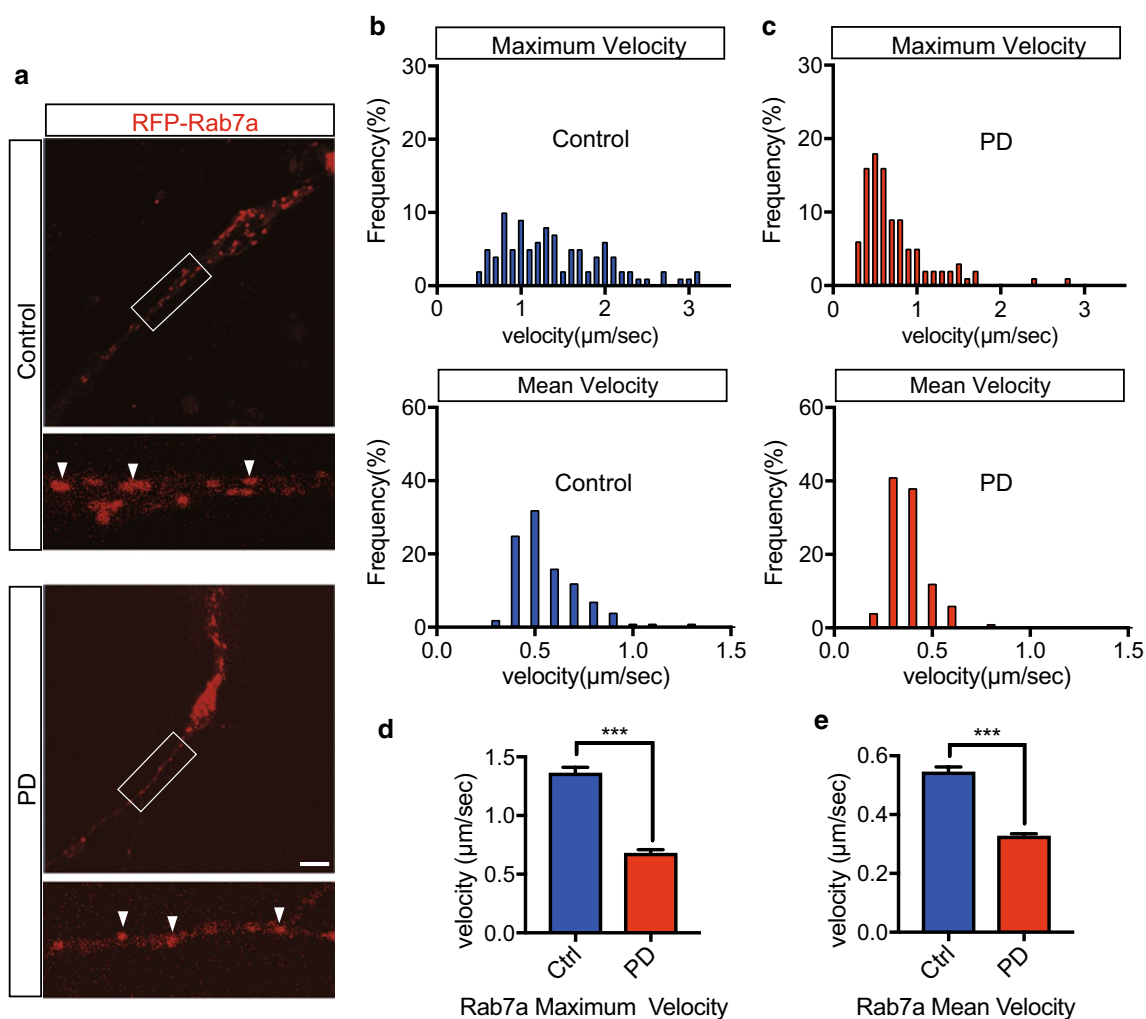 a
RFP-Rab7a
Control
PD
b
Maximum Velocity
30
20
10
0
Frequency(%)
Control
0
1
2
3
velocity(µm/sec)
Mean Velocity
60
40
20
0
Frequency(%)
Control
0.0
0.5
1.0
1.5
velocity(µm/sec)
c
Maximum Velocity
30
20
10
0
Frequency(%)
PD
0
1
2
3
velocity(µm/sec)
Mean Velocity
60
40
20
0
Frequency(%)
PD
0.0
0.5
1.0
1.5
velocity(µm/sec)
d
***
1.5
1.0
0.5
0.0
velocity (µm/sec)
Ctrl
PD
Rab7a Maximum Velocity
e
***
0.6
0.4
0.2
0.0
velocity (µm/sec)
Ctrl
PD
Rab7a Mean Velocity